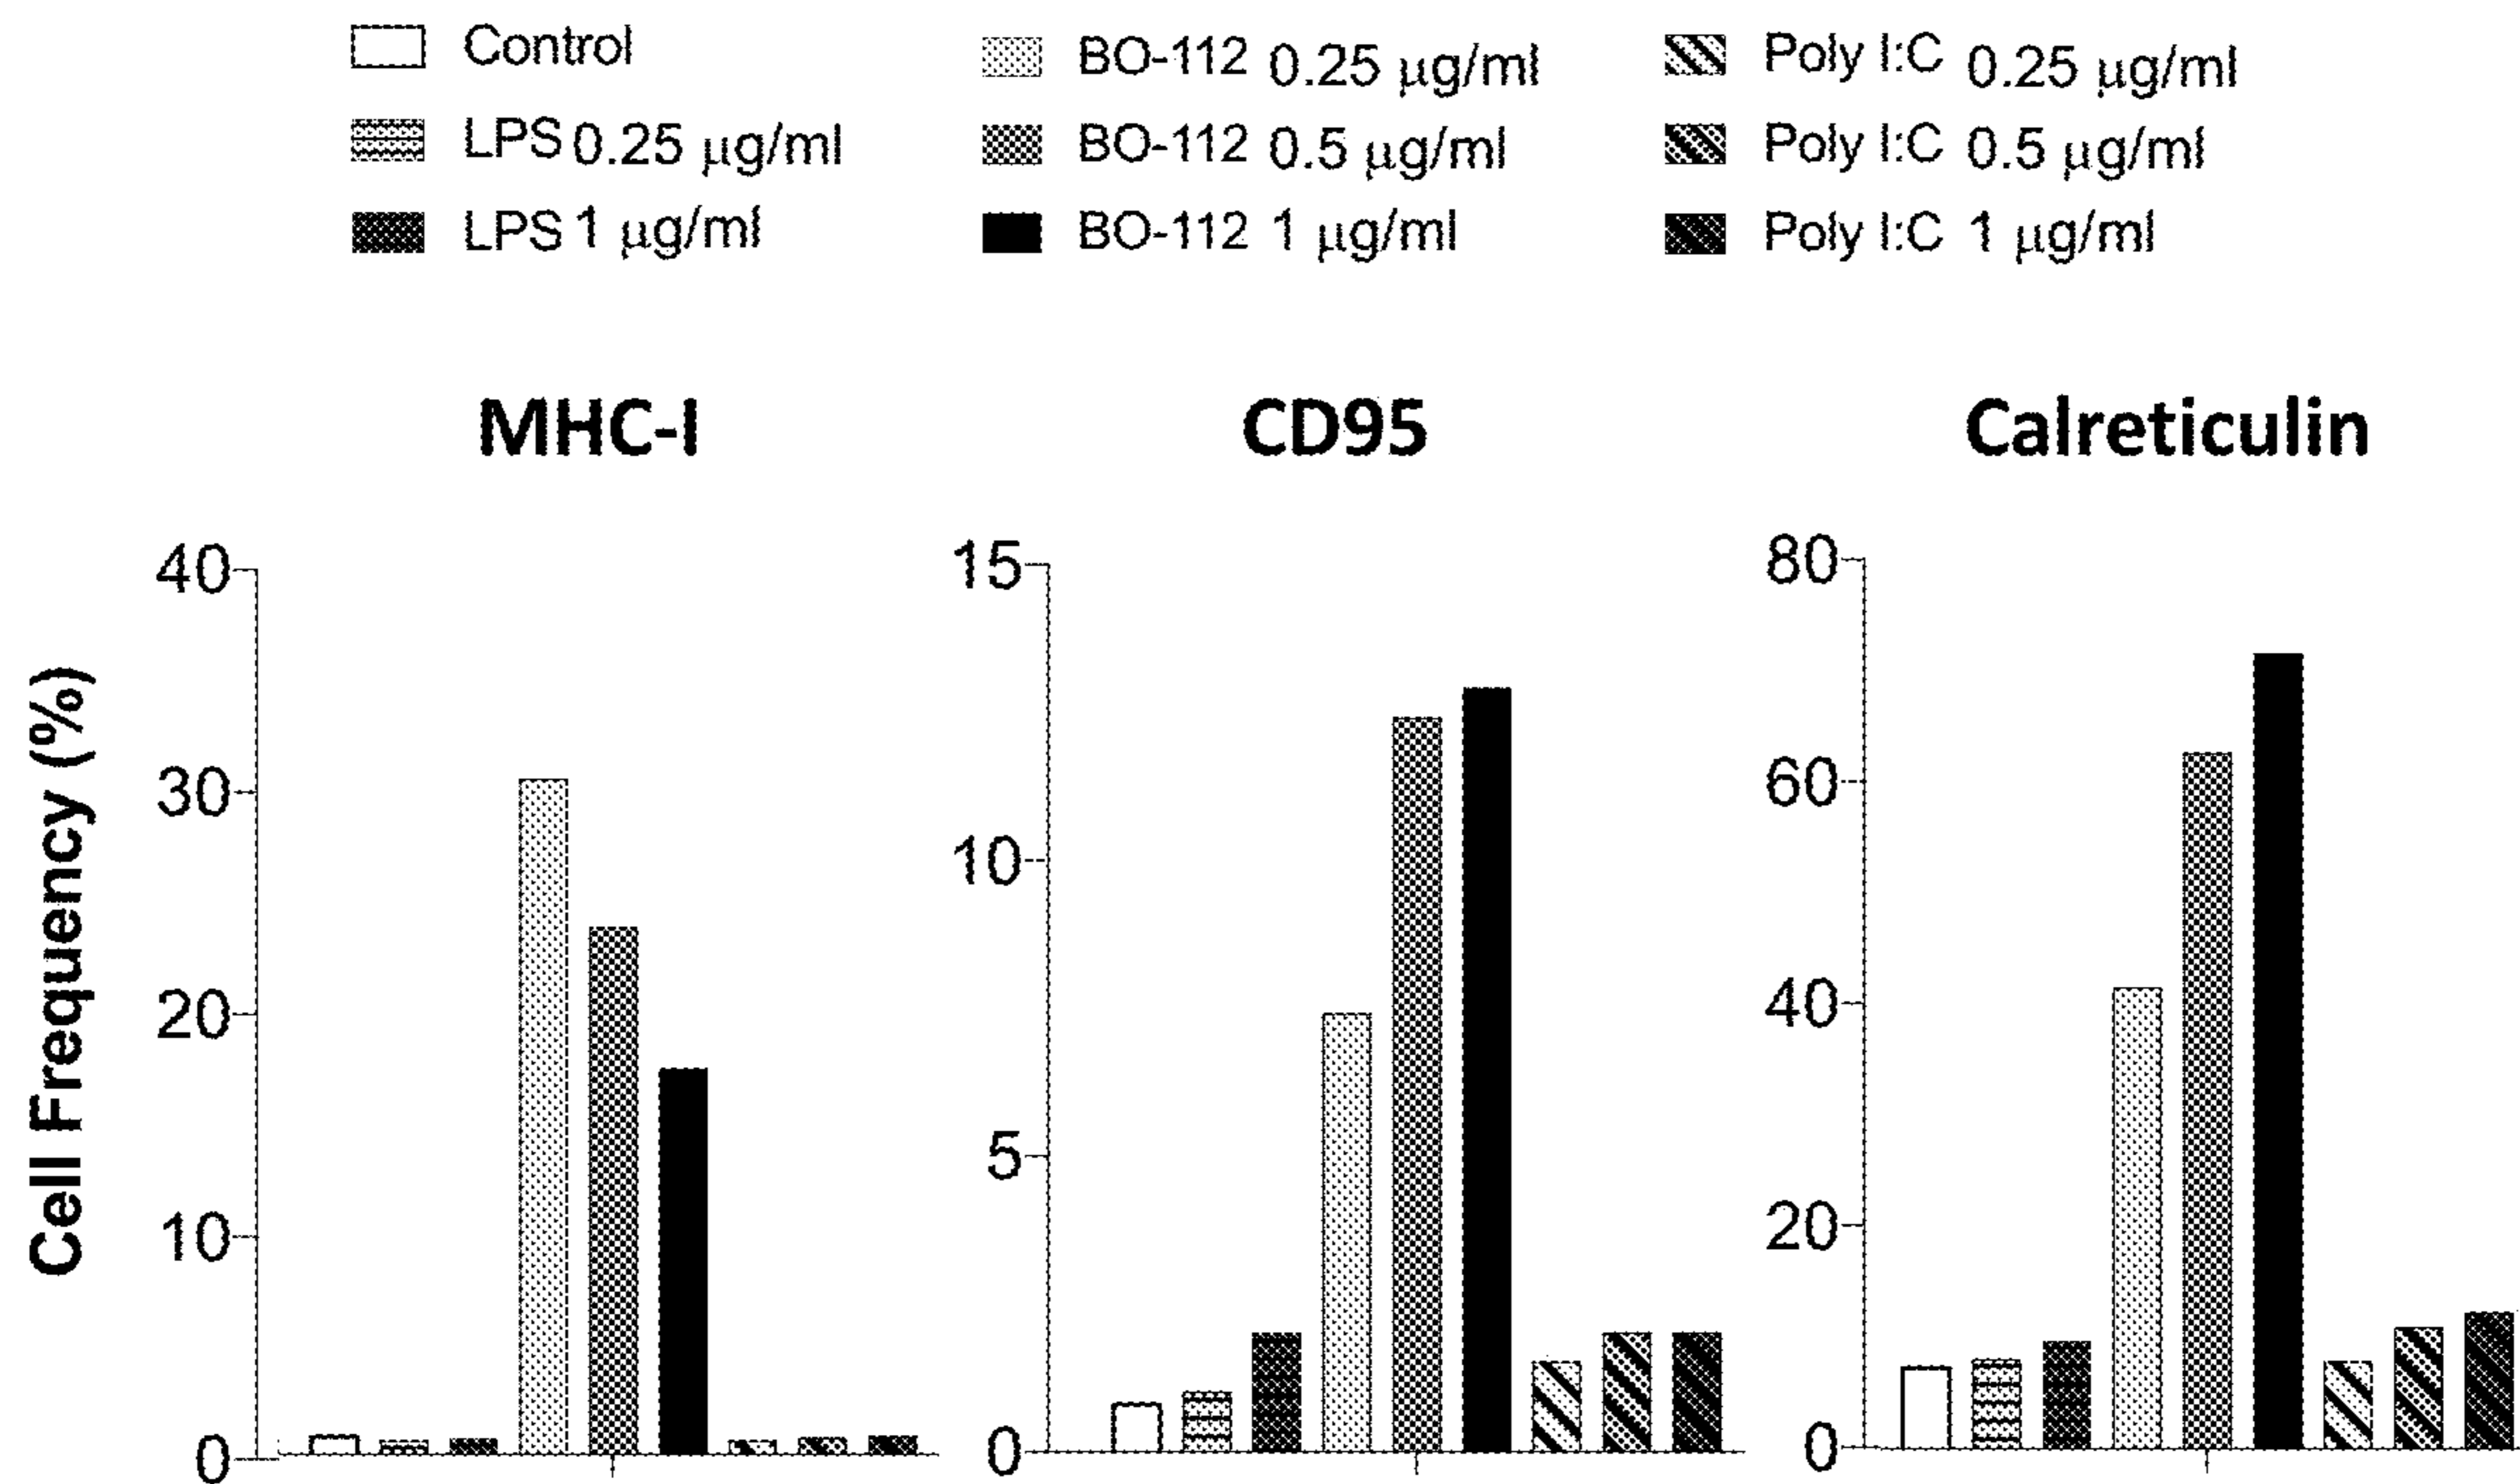 Control
LPS 0.25 µg/ml
LPS 1 µg/ml
BO-112 0.25 µg/ml
BO-112 0.5 µg/ml
BO-112 1 µg/ml
Poly I:C 0.25 µg/ml
Poly I:C 0.5 µg/ml
Poly I:C 1 µg/ml
Cell Frequency (%)
MHC-I
40
30
20
10
0
CD95
15
10
5
0
Calreticulin
80
60
40
20
0